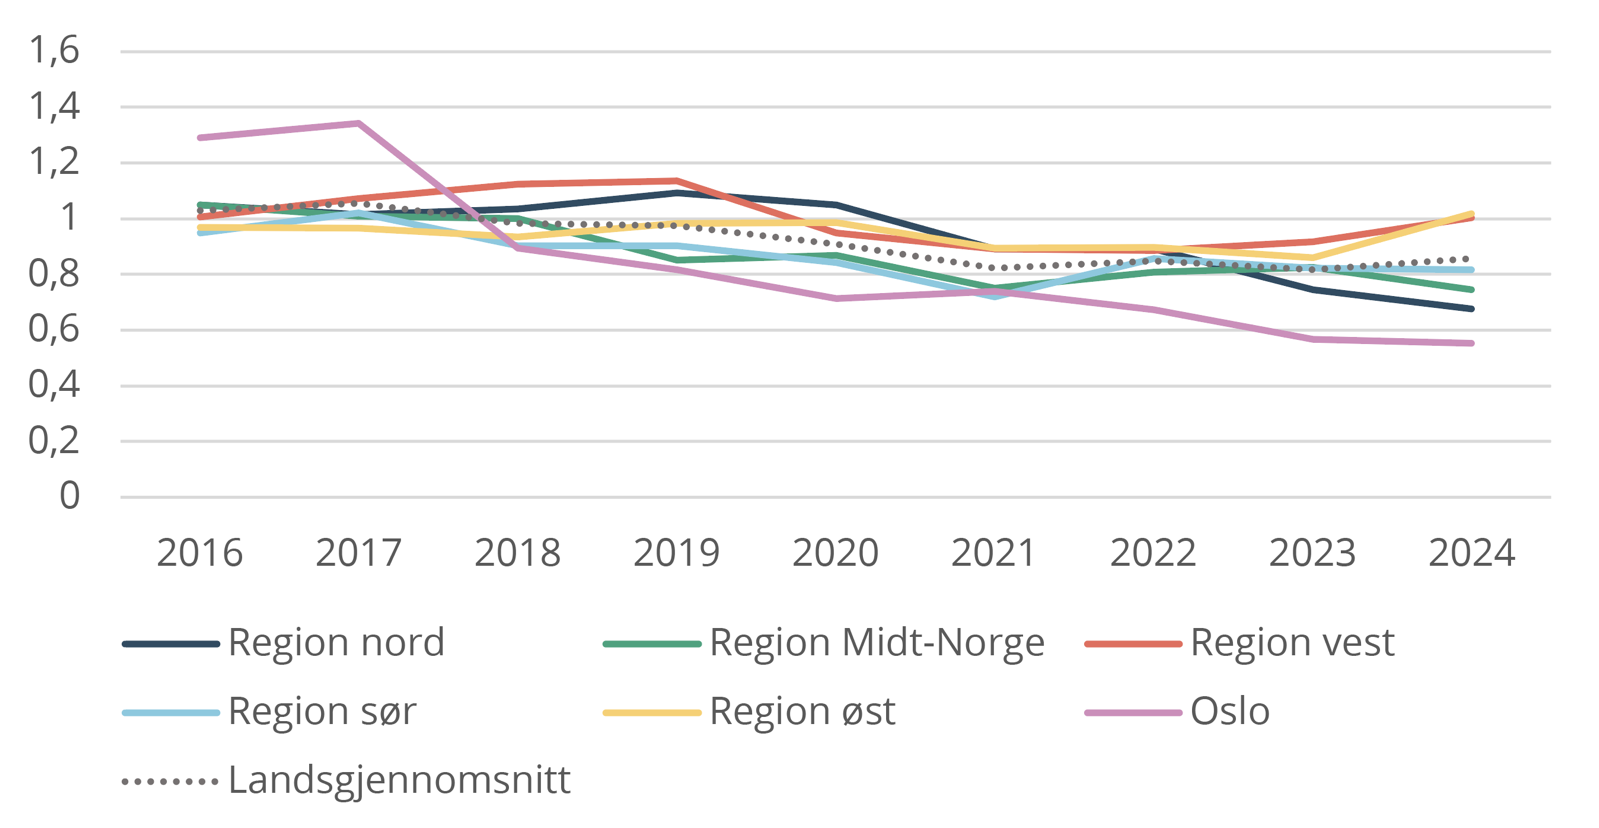 1,6
1,4
1,2
1
0,8
0,6
0,4
0,2
0
2016 2017 2018 2019 2020 2021 2022 2023 2024
Region nord Region Midt-Norge Region vest
Region sør Region øst Oslo
Landsgjennomsnitt